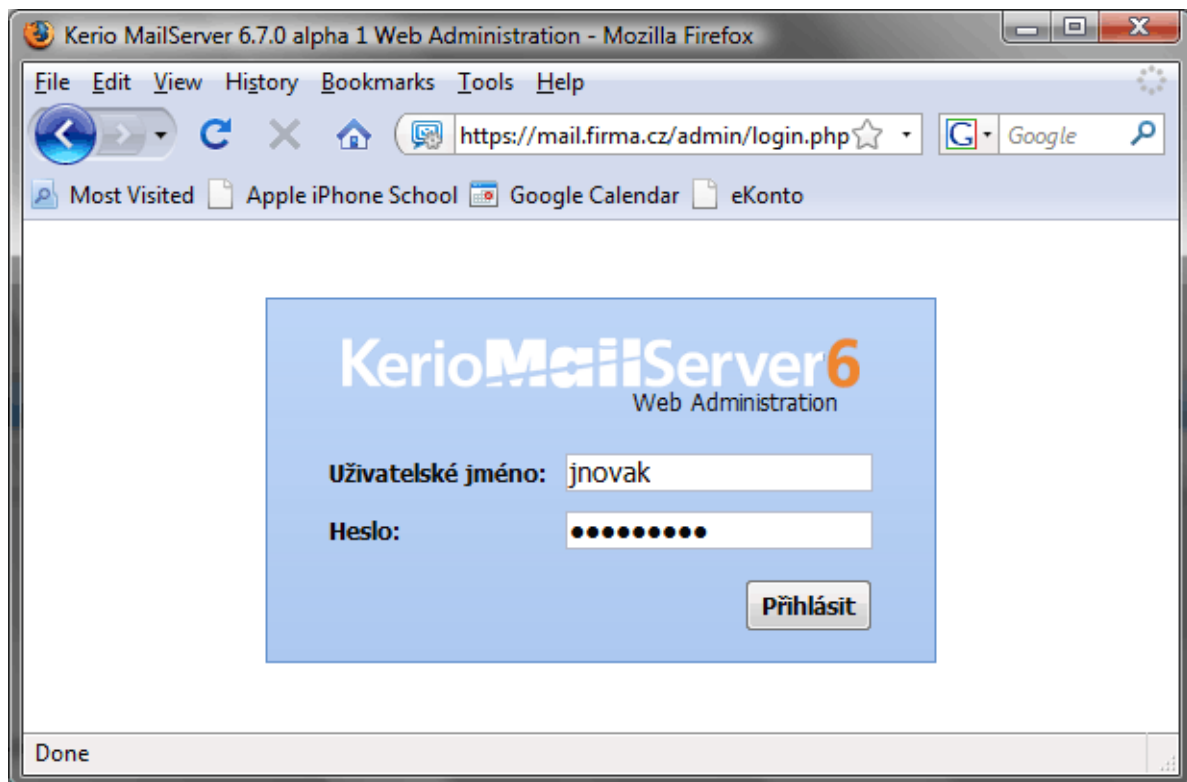 Kerio MailServer 6.7.0 alpha 1 Web Administration - Mozilla Firefox
File Edit View History Bookmarks Tools Help
https://mail.firma.cz/admin/login.php G Google
Most Visited Apple iPhone School Google Calendar eKonto
KerioMailServer6
Web Administration
Uživatelské jméno: jnovak
Heslo: •••••••••
Přihlásit
Done